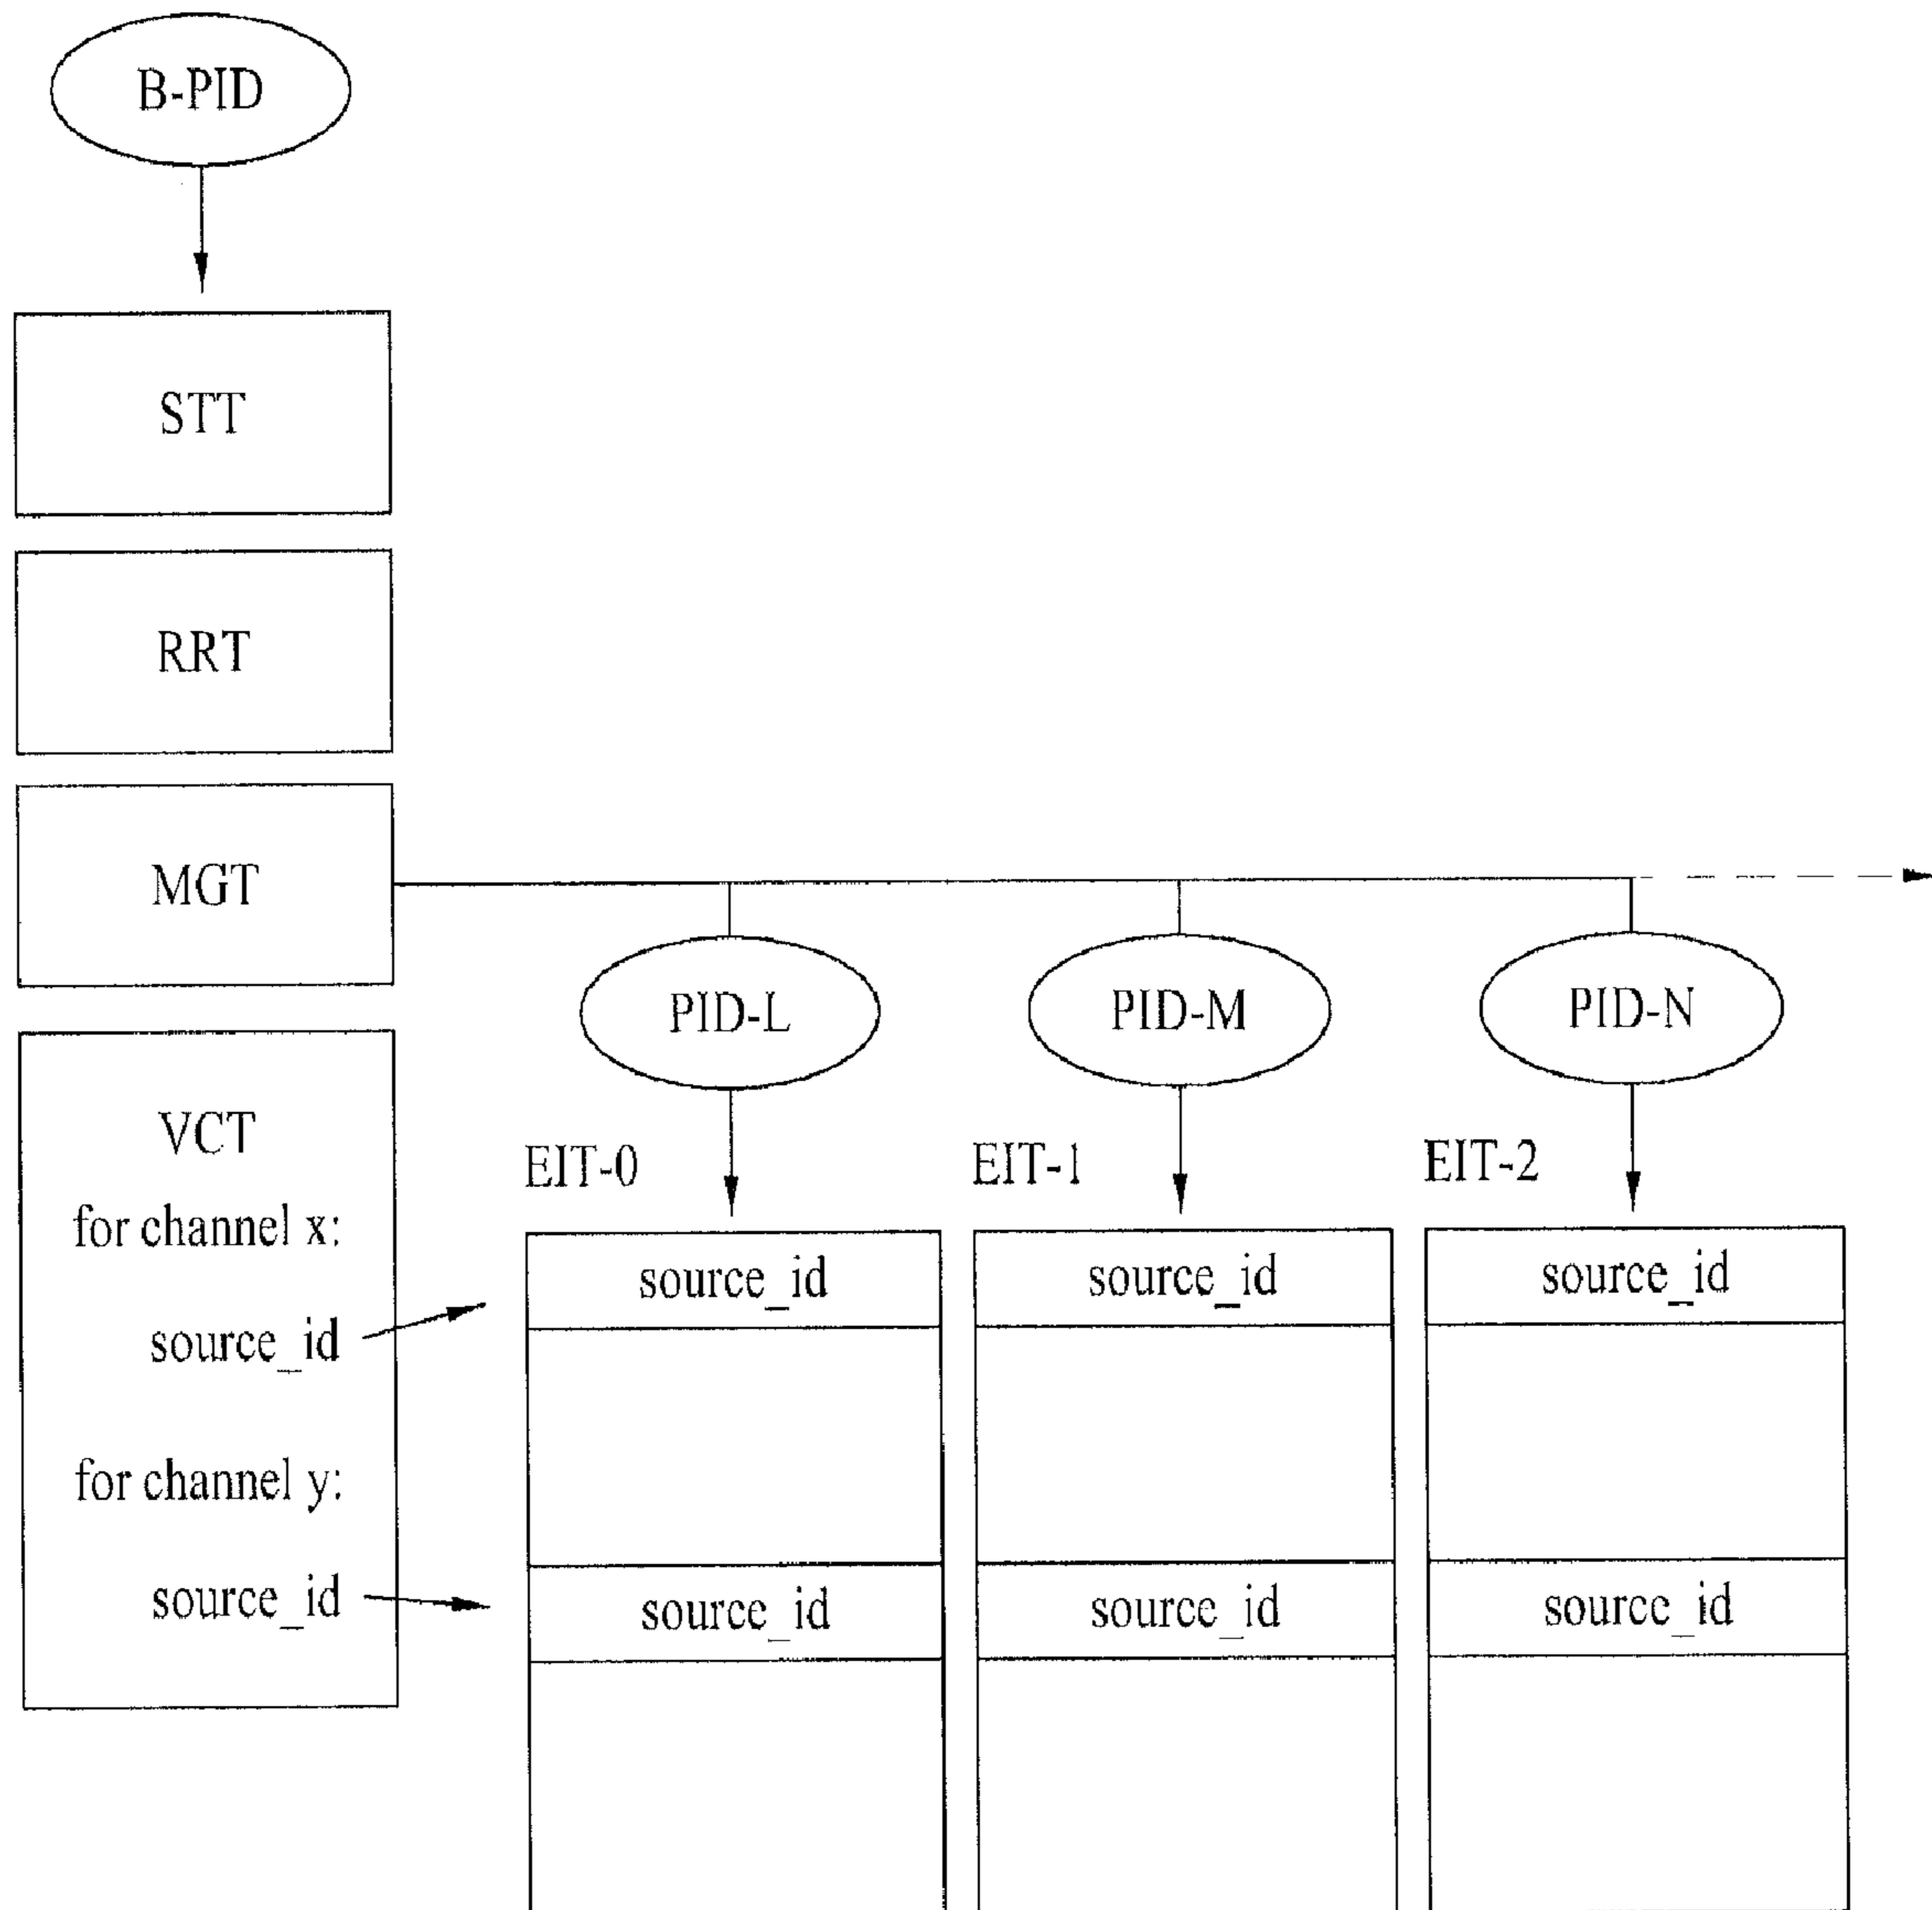 B-PID
STT
RRT
MGT
PID-L
PID-M
PID-N
VCT
for channel x:
source_id
for channel y:
source_id
EIT-0
EIT-1
EIT-2
source_id
source_id
source_id
source_id
source_id
source_id